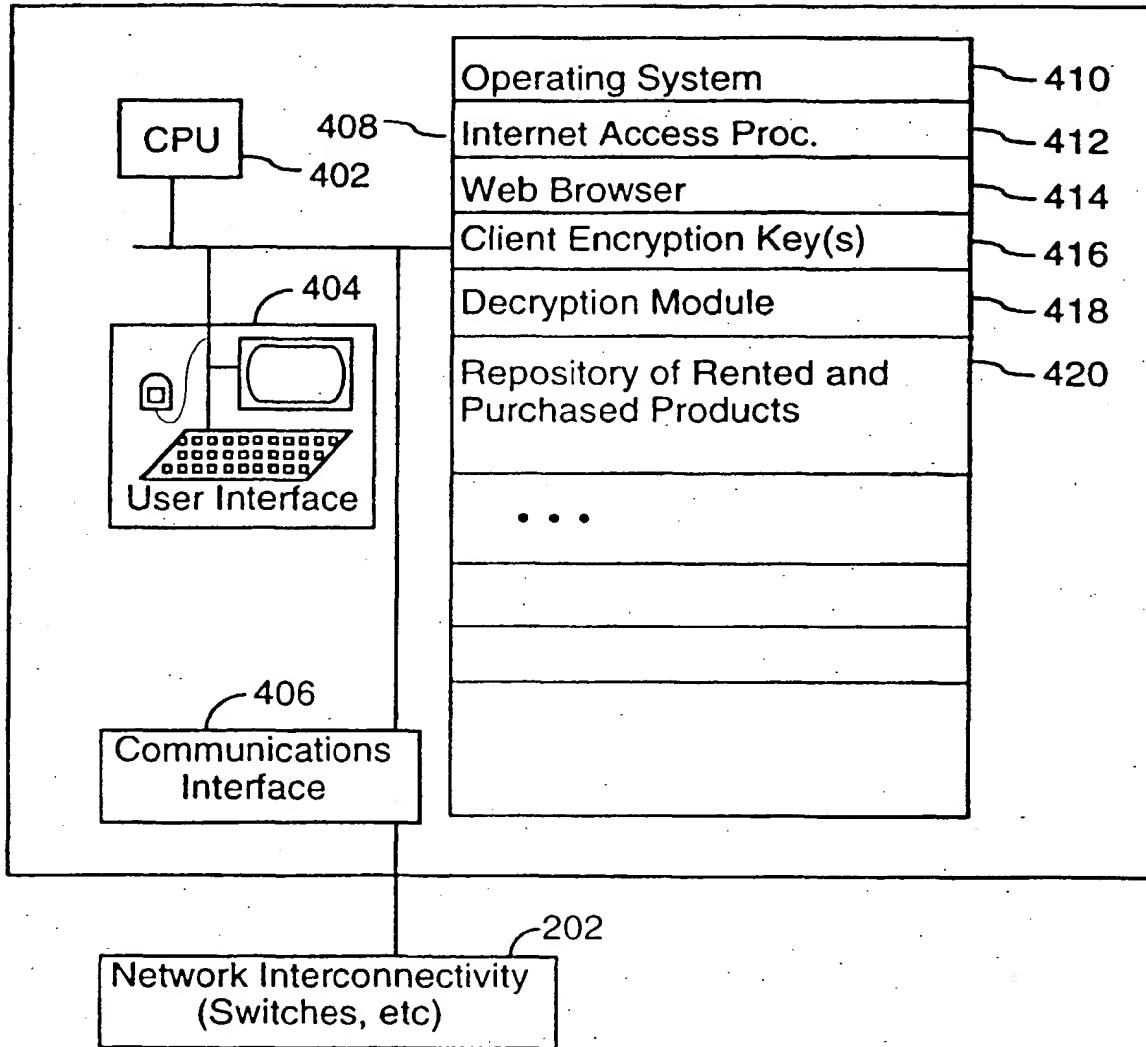 Operating System
410
CPU
402
408
Internet Access Proc.
412
Web Browser
414
Client Encryption Key(s)
416
404
Decryption Module
418
Repository of Rented and
Purchased Products
420
User Interface
• • •
406
Communications
Interface
202
Network Interconnectivity
(Switches, etc)